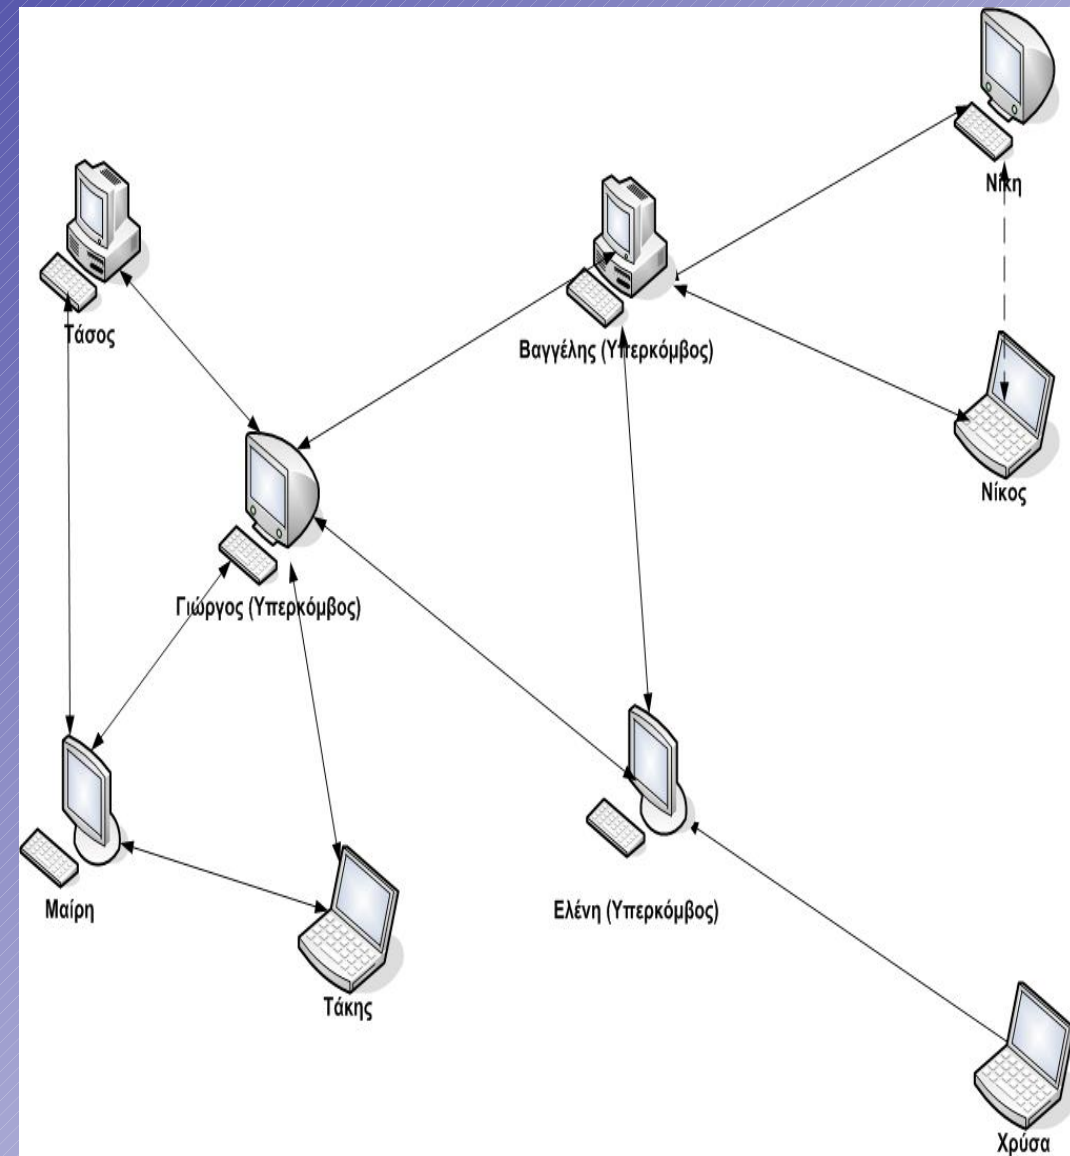 Νίκη
Τάσος
Βαγγέλης (Υπερκόμβος)
Νίκος
Γιώργος (Υπερκόμβος)
Μαίρη
Ελένη (Υπερκόμβος)
Τάκης
Χρύσα